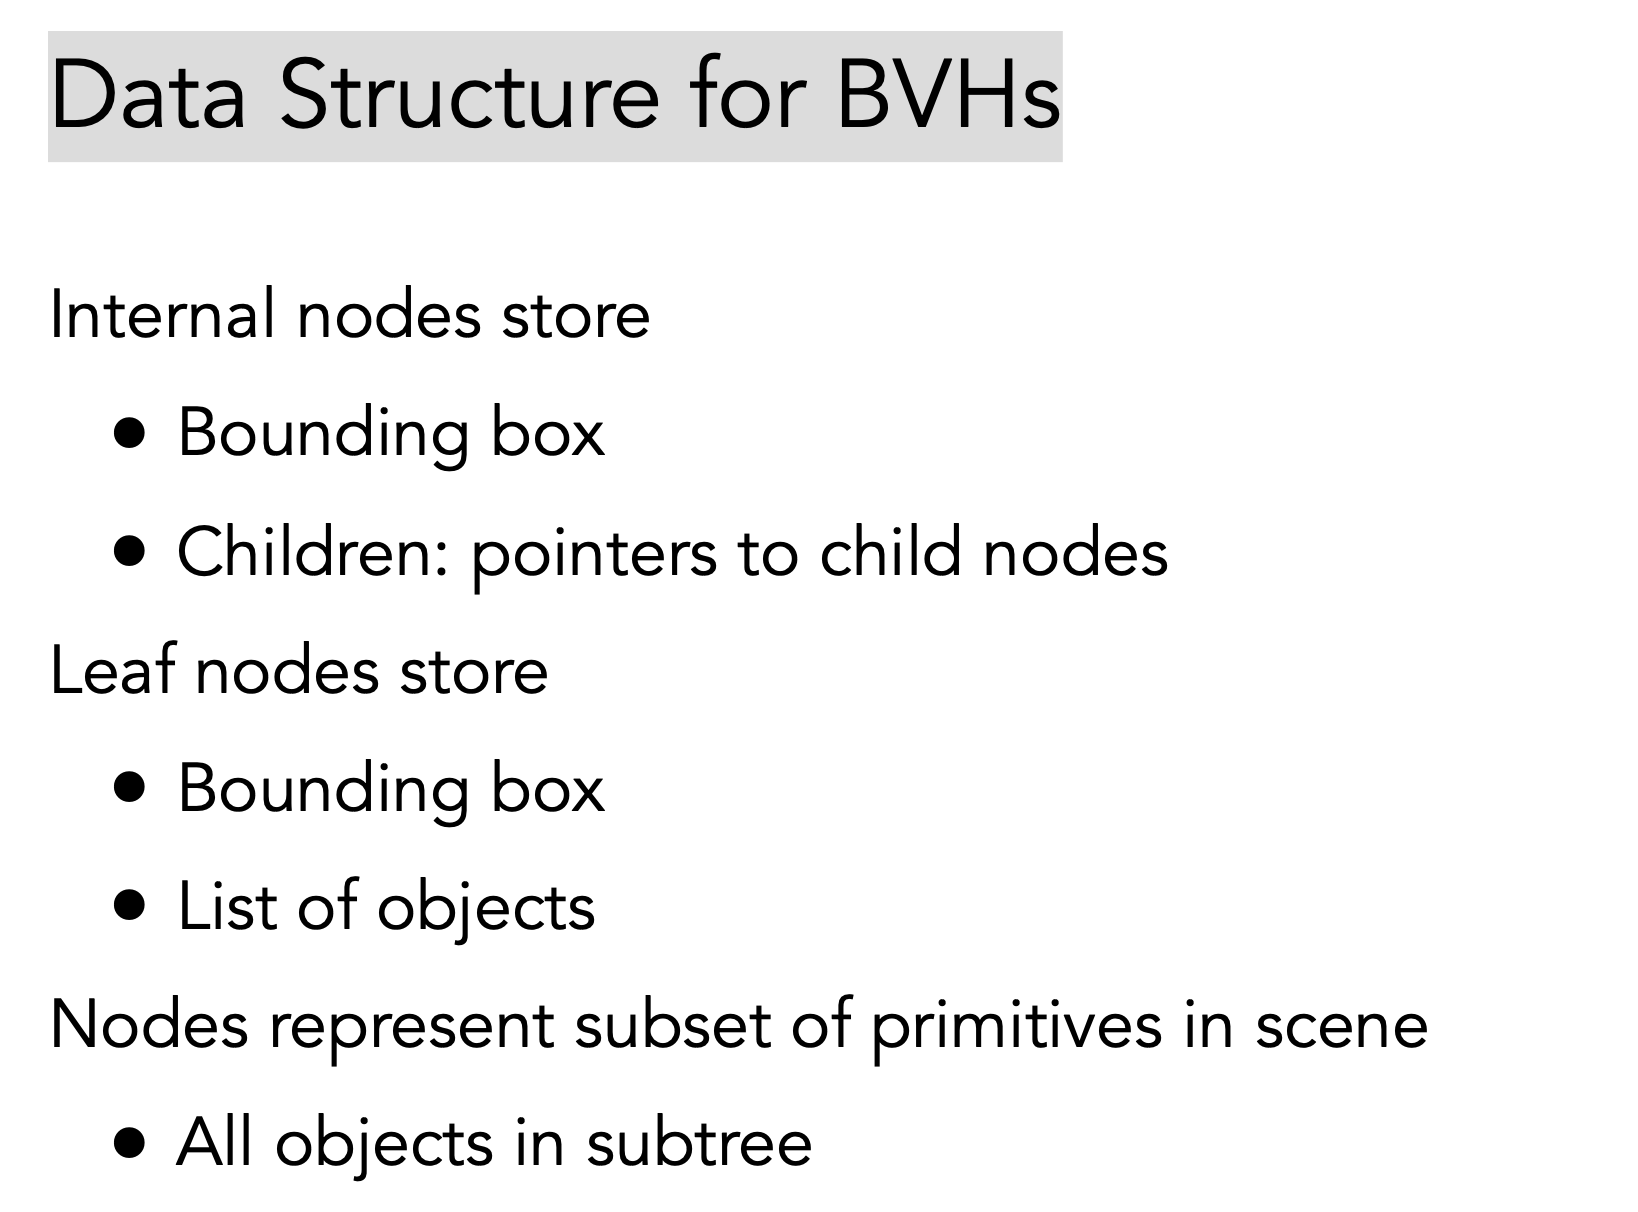 Data Structure for BVHs
Internal nodes store
• Bounding box
• Children: pointers to child nodes
Leaf nodes store
• Bounding box
• List of objects
Nodes represent subset of primitives in scene
• All objects in subtree